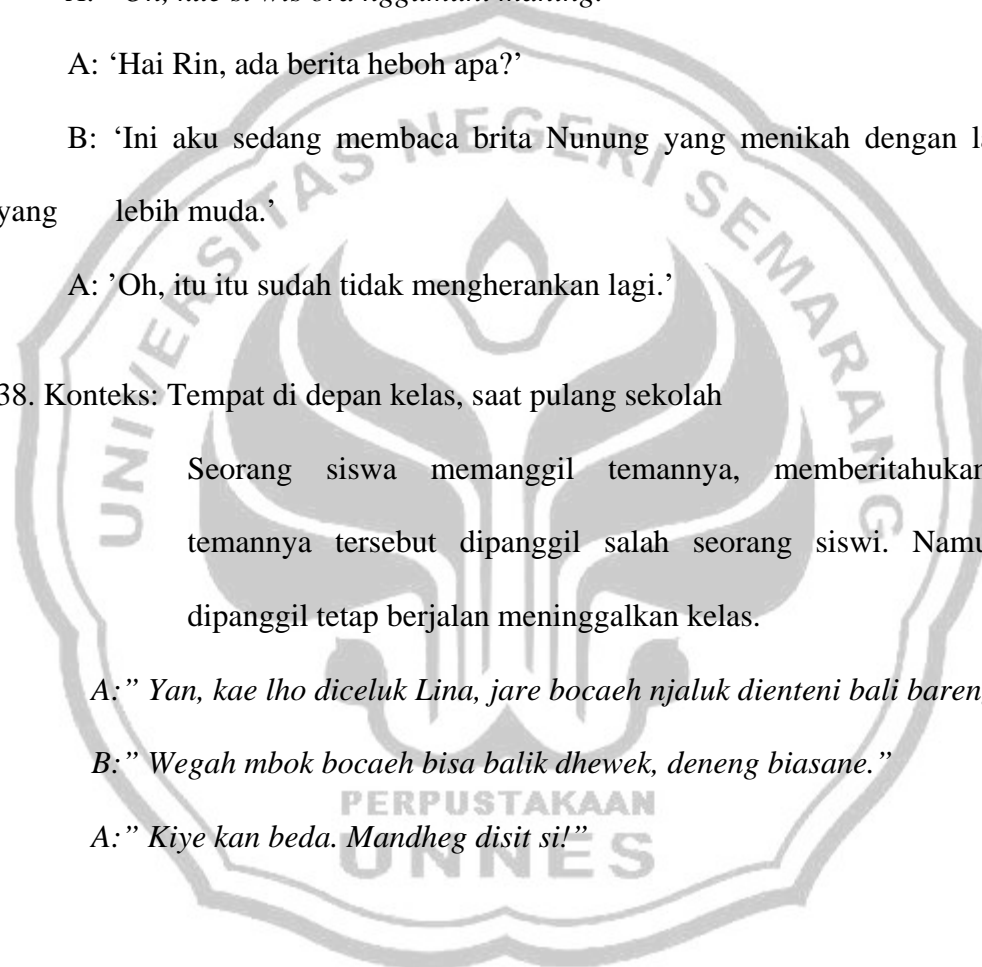 A: 'Hai Rin, ada berita heboh apa?'
B: 'Ini aku sedang membaca brita Nunung yang menikah dengan
yang lebih muda.'
A: 'Oh, itu itu sudah tidak mengherankan lagi.'
38. Konteks: Tempat di depan kelas, saat pulang sekolah
Seorang siswa memanggil temannya, memberitahukan
temannya tersebut dipanggil salah seorang siswi.
dipanggil tetap berjalan meninggalkan kelas.
A:" Yan, kae lho diceluk Lina, jare bocaeh njaluk dienteni bali
B:" Wegah mbok bocaeh bisa balik dhewek, deneng biasane."
A:" Kiye kan beda. Mandheg disit si!"
UNIVERSITAS NEGERI SEMARANG
PERPUSTAKAAN
UNNES